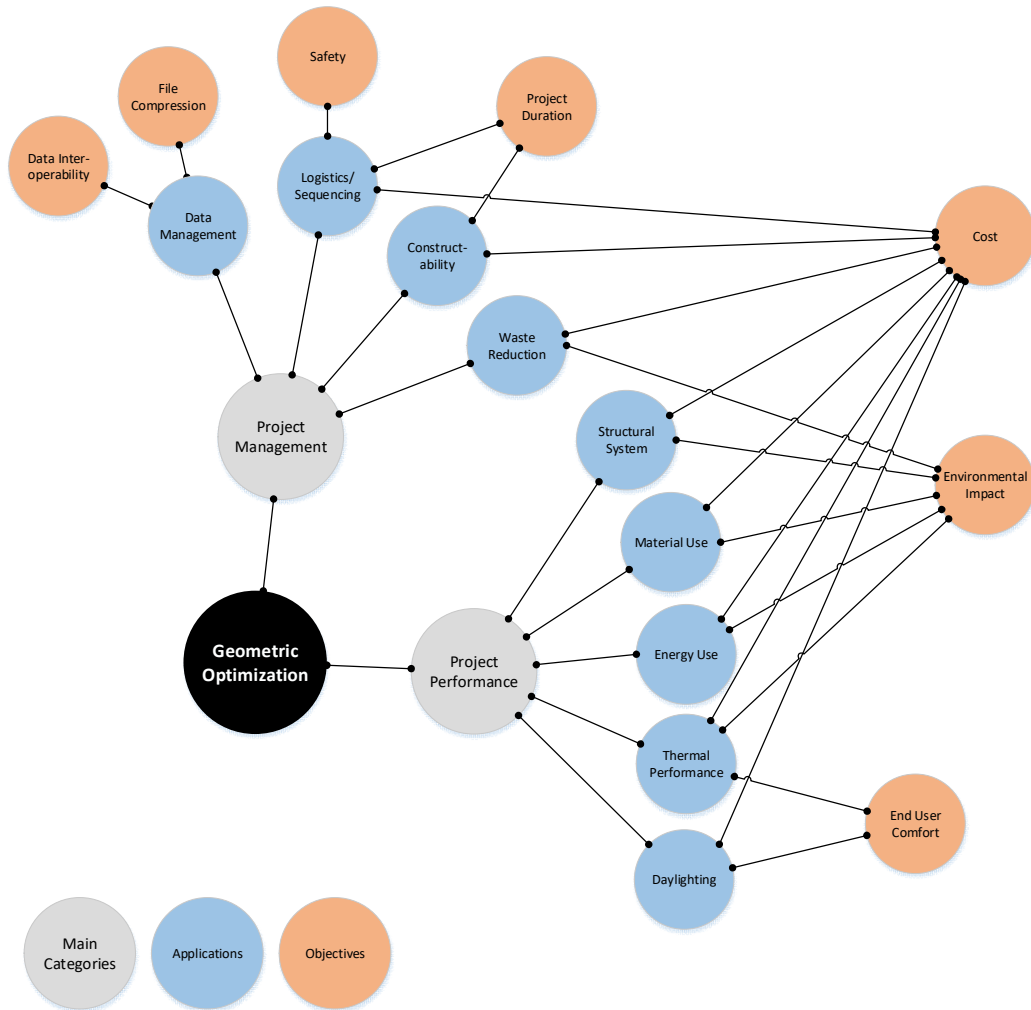 Safety
File
Compression
Project
Duration
Data Inter-
operability
Logistics/
Sequencing
Data
Management
Construct-
ability
Cost
Waste
Reduction
Project
Management
Structural
System
Environmental
Impact
Material Use
Geometric
Optimization
Project
Performance
Energy Use
Thermal
Performance
End User
Comfort
Daylighting
Main
Categories
Applications
Objectives